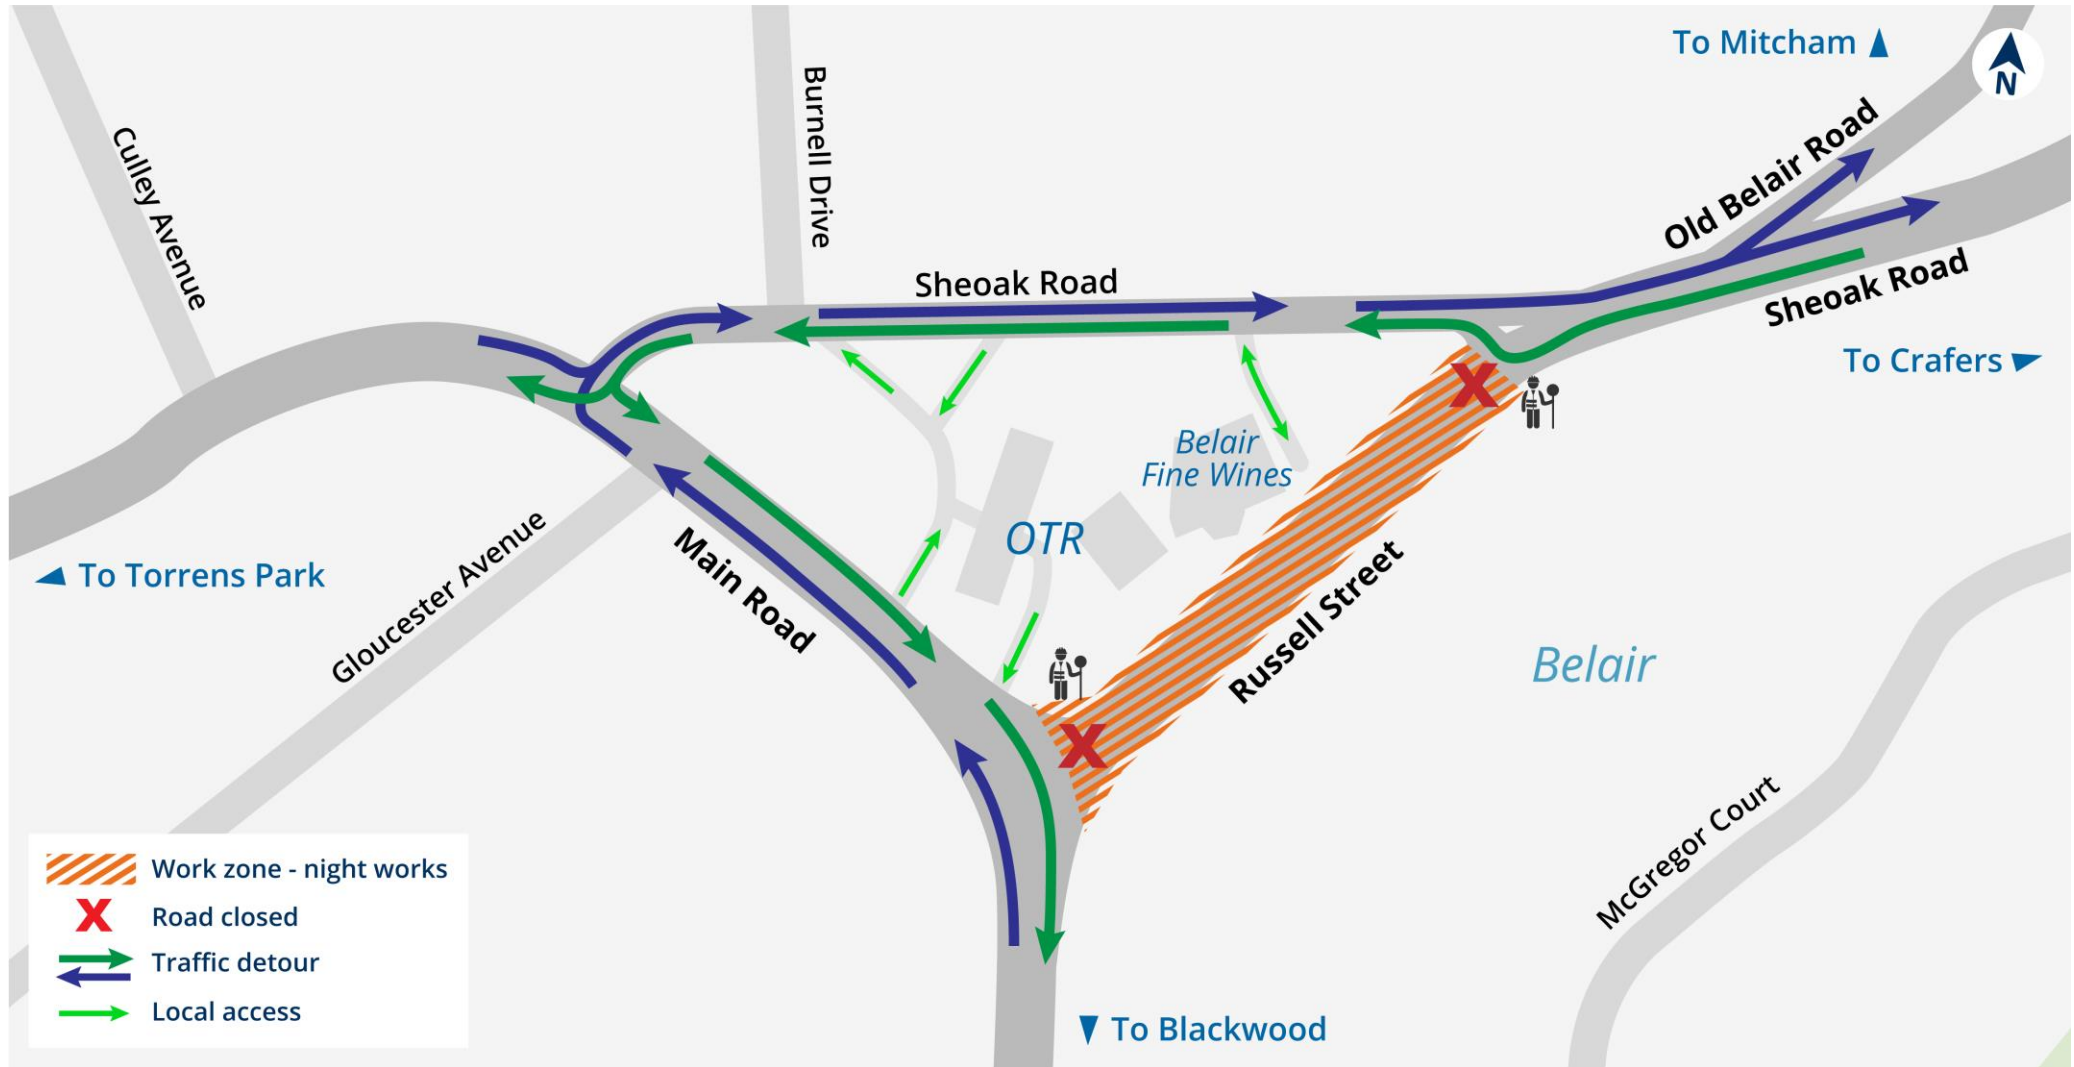 To Mitcham
N
Burnell Drive
Culley Avenue
Old Belair Road
Sheoak Road
Sheoak Road
To Crafers
Belair
Fine Wines
OTR
Gloucester Avenue
To Torrens Park
Main Road
Russell Street
Belair
McGregor Court
X
X
Work zone - night works
X Road closed
Traffic detour
Local access
To Blackwood